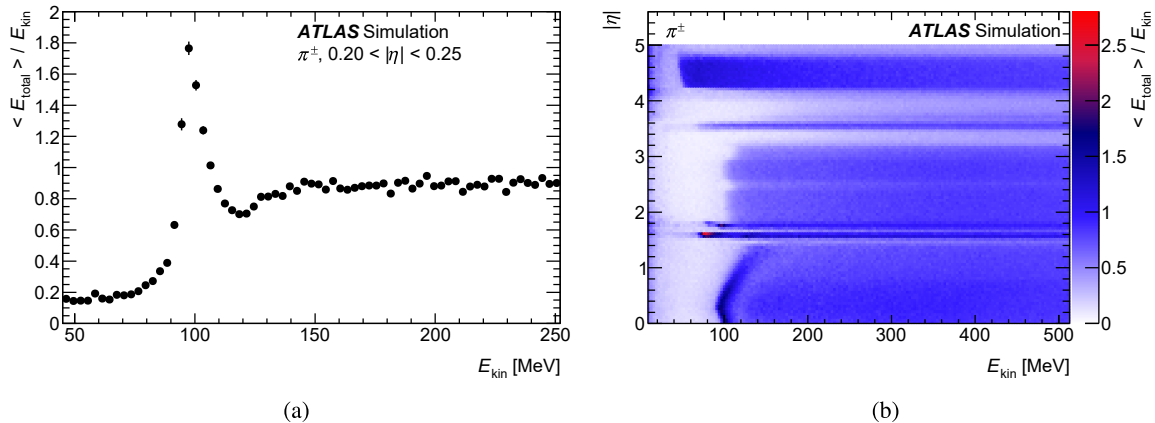 < E_total > / E_kin
2
1.8
1.6
1.4
1.2
1
0.8
0.6
0.4
0.2
0
ATLAS Simulation
π±, 0.20 < |η| < 0.25
50 100 150 200 250
E_kin [MeV]
(a)
|η|
5
4
3
2
1
0
π± ATLAS Simulation
100 200 300 400 500
E_kin [MeV]
< E_total > / E_kin
2.5
2
1.5
1
0.5
0
(b)